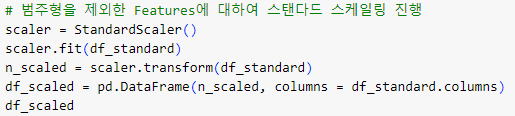 # 범주형을 제외한 Features에 대하여 스탠다드 스케일링 진행
scaler = StandardScaler()
scaler.fit(df_standard)
n_scaled = scaler.transform(df_standard)
df_scaled = pd.DataFrame(n_scaled, columns = df_standard.columns)
df_scaled